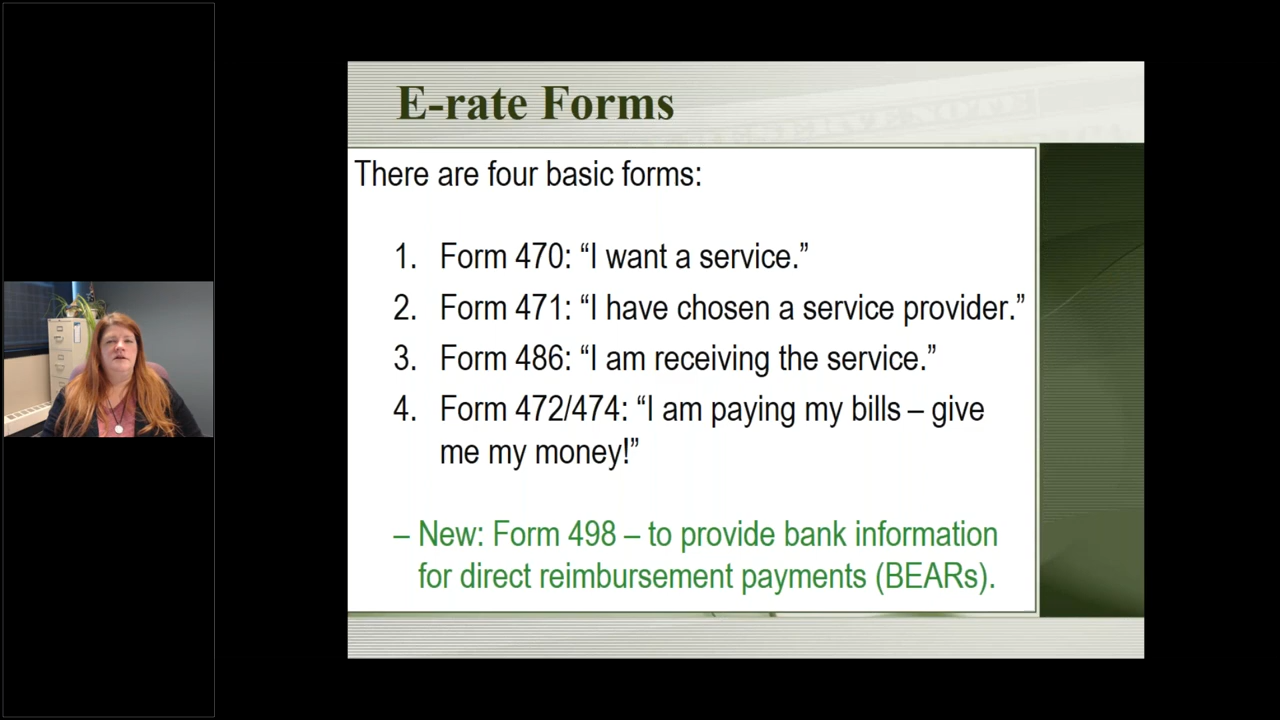 E-rate Forms
There are four basic forms:
1. Form 470: “I want a service.”
2. Form 471: “I have chosen a service provider.”
3. Form 486: “I am receiving the service.”
4. Form 472/474: “I am paying my bills – give
me my money!”
– New: Form 498 – to provide bank information
for direct reimbursement payments (BEARs).